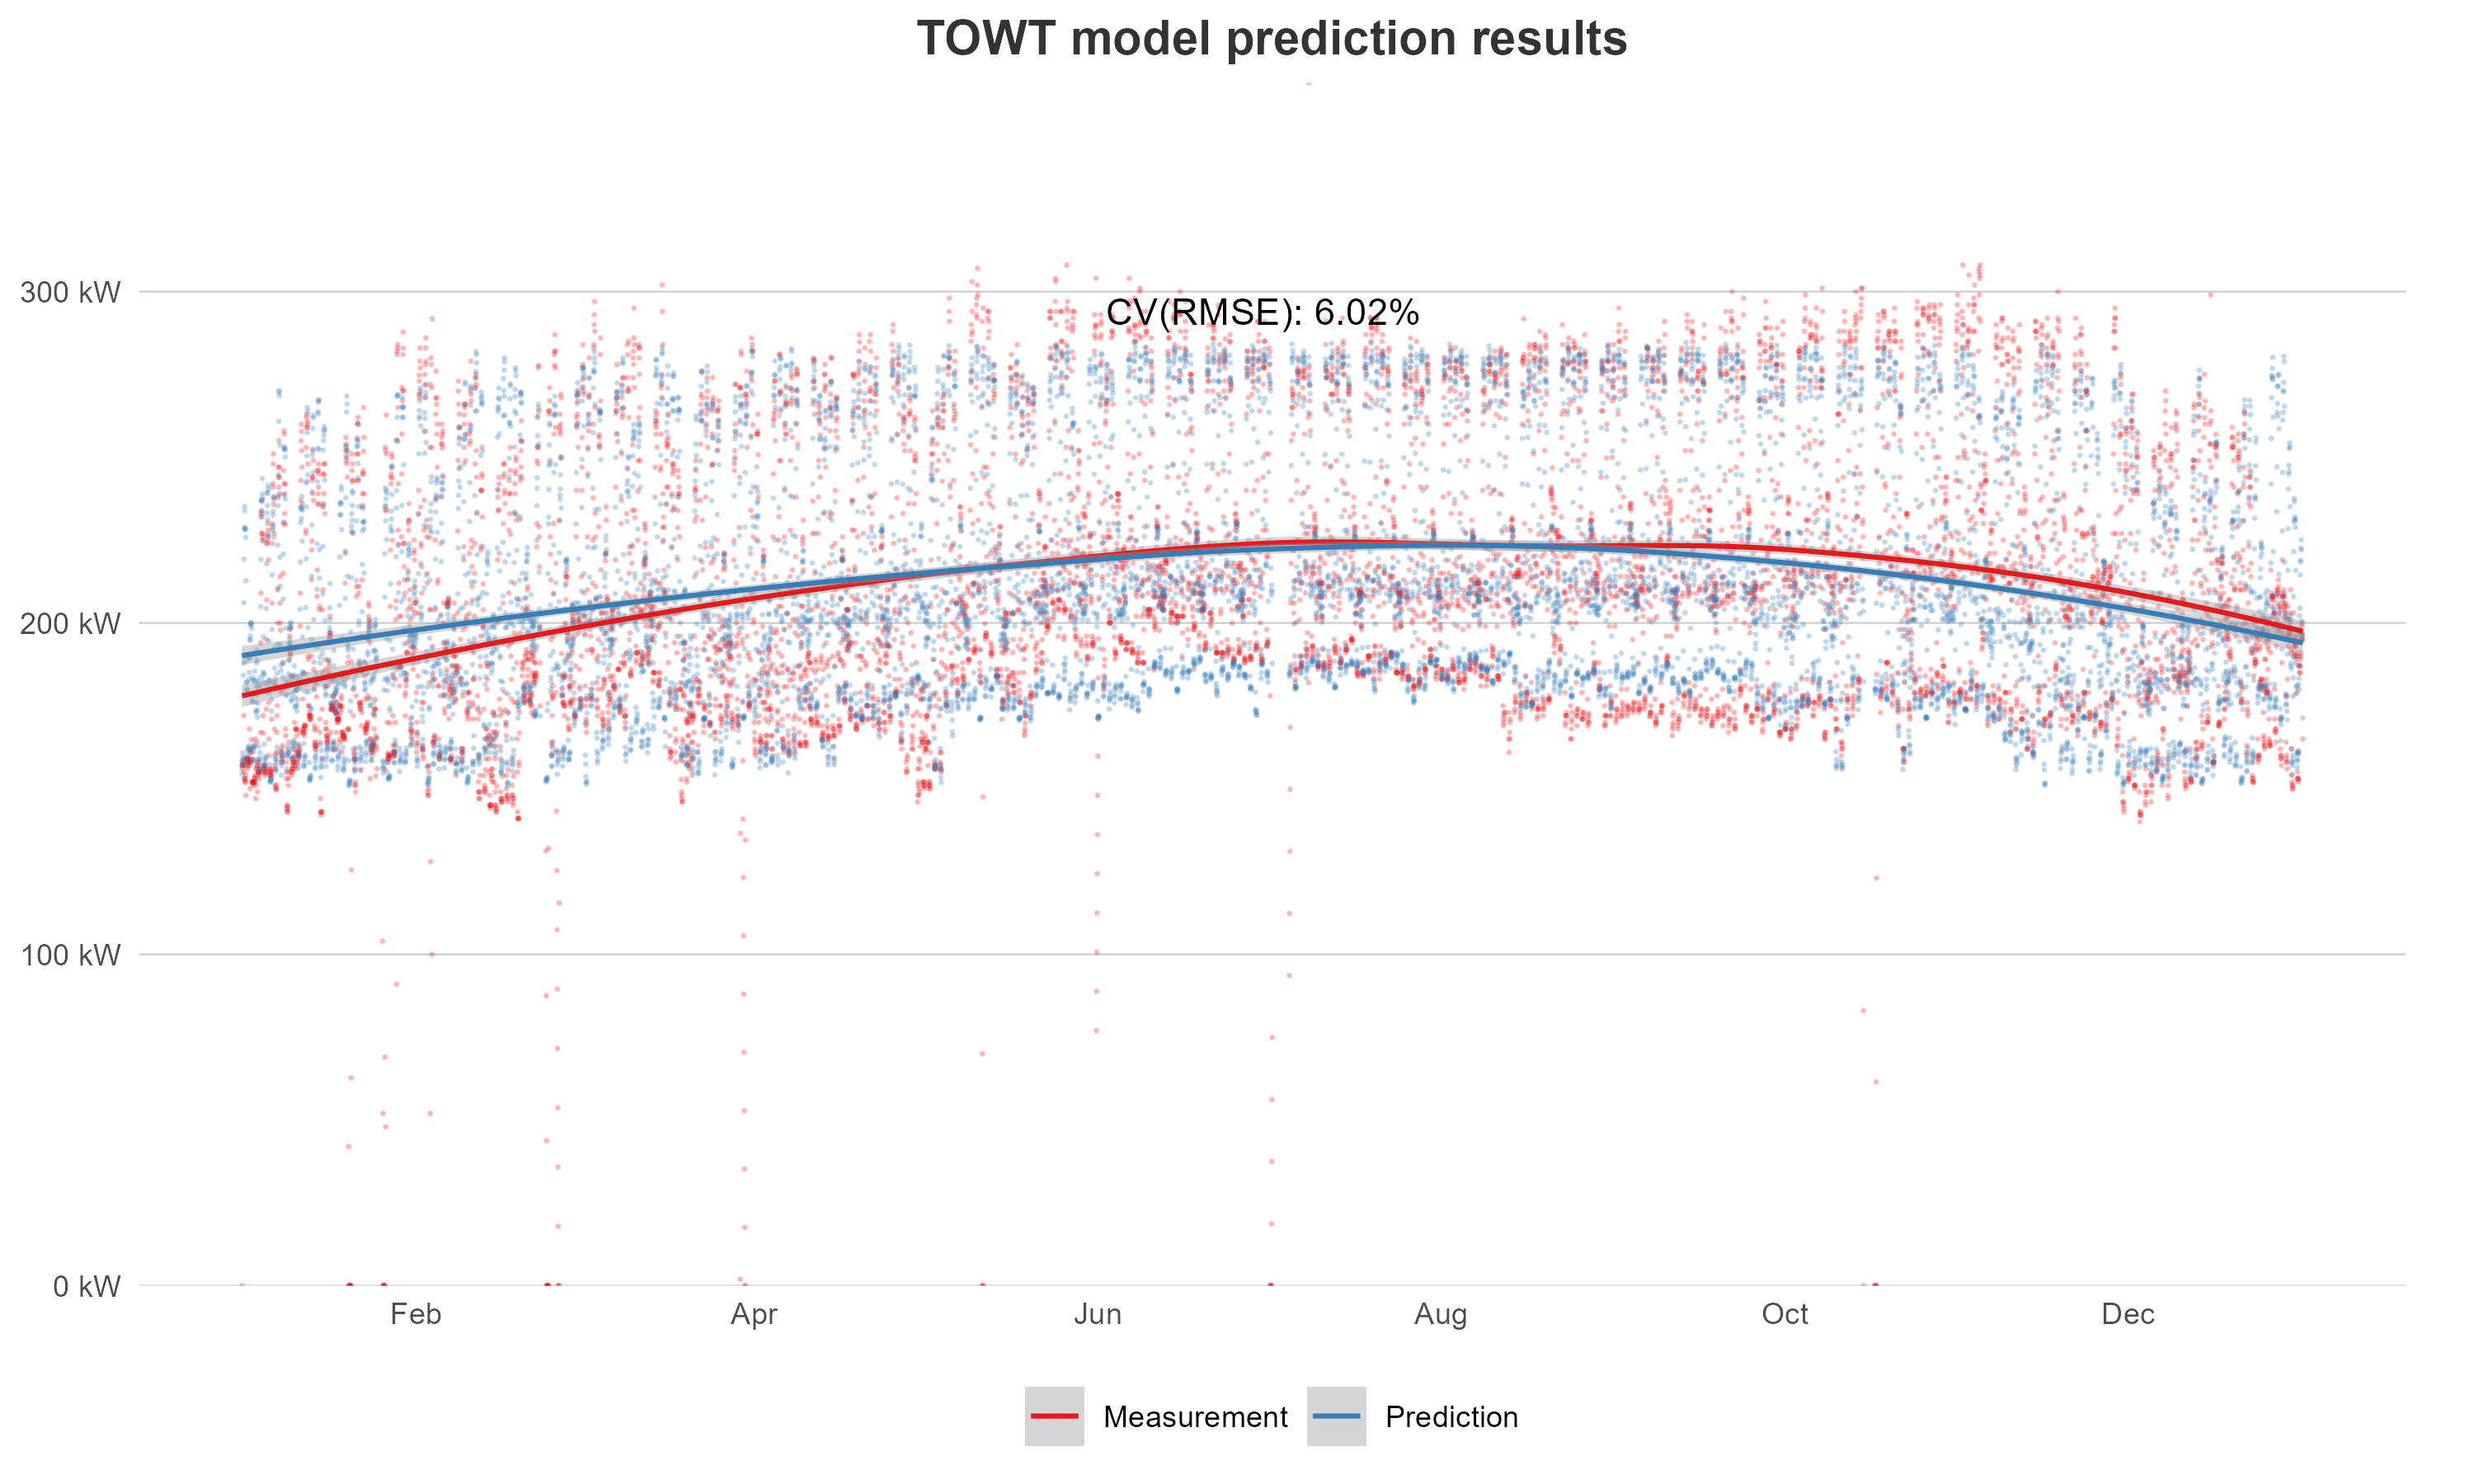 TOWT model prediction results
300 kW
CV(RMSE): 6.02%
200 kW
100 kW
0 kW
Feb Apr Jun Aug Oct Dec
Measurement Prediction